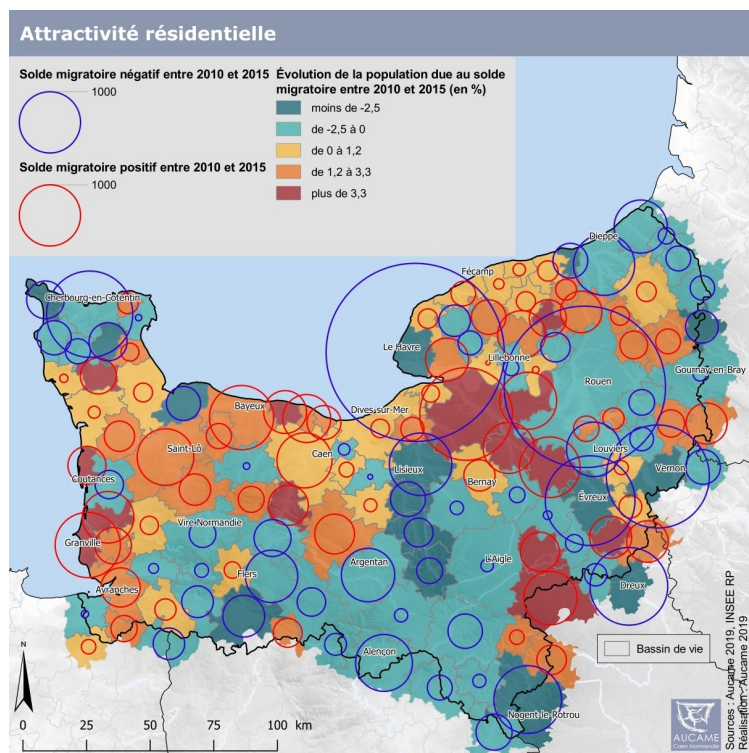 Attractivité résidentielle
Solde migratoire négatif entre 2010 et 2015
1000
Solde migratoire positif entre 2010 et 2015
1000
Évolution de la population due au solde
migratoire entre 2010 et 2015 (en %)
moins de -2,5
de -2,5 à 0
de 0 à 1,2
de 1,2 à 3,3
plus de 3,3
Dieppe
Fécamp
Cherbourg-en-Cotentin
Le Havre
Lillebonne
Gournay en Bray
Rouen
Bayeux
Dives-sur-Mer
Saint-Lô
Caen
Louviers
Lisieux
Coutances
Bernay
Vernon
Évreux
Vire Normandie
Granville
Argentan
L'Aigle
Flers
Avranches
Dreux
Alençon
Nogent le Rotrou
Bassin de vie
N
0 25 50 100 km
AUCAME
Caen Normandie
Sources : Aucame 2019, INSEE RP
Réalisation : Aucame 2019